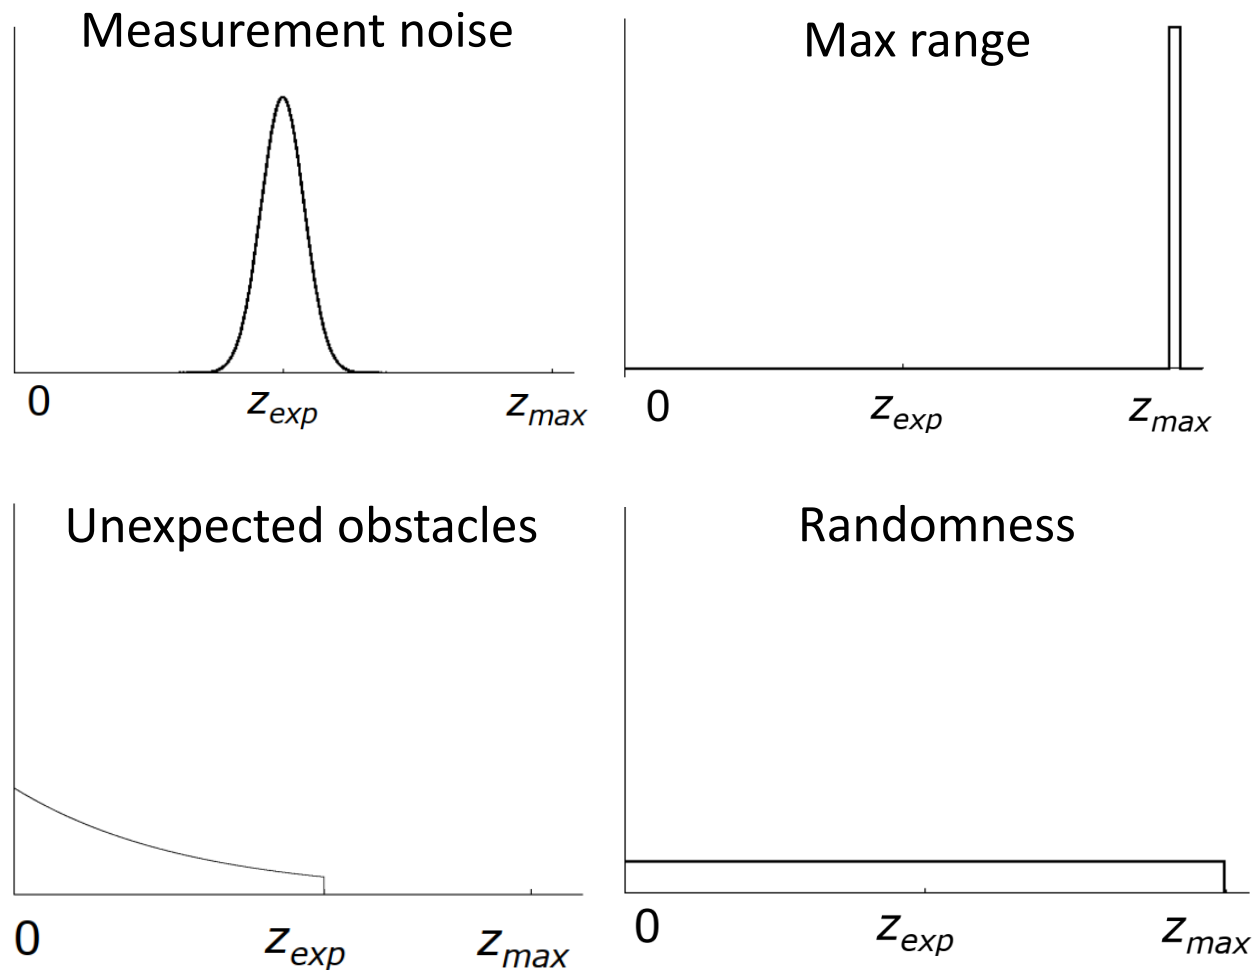 Measurement noise
0 z_exp z_max
Max range
0 z_exp z_max
Unexpected obstacles
0 z_exp z_max
Randomness
0 z_exp z_max